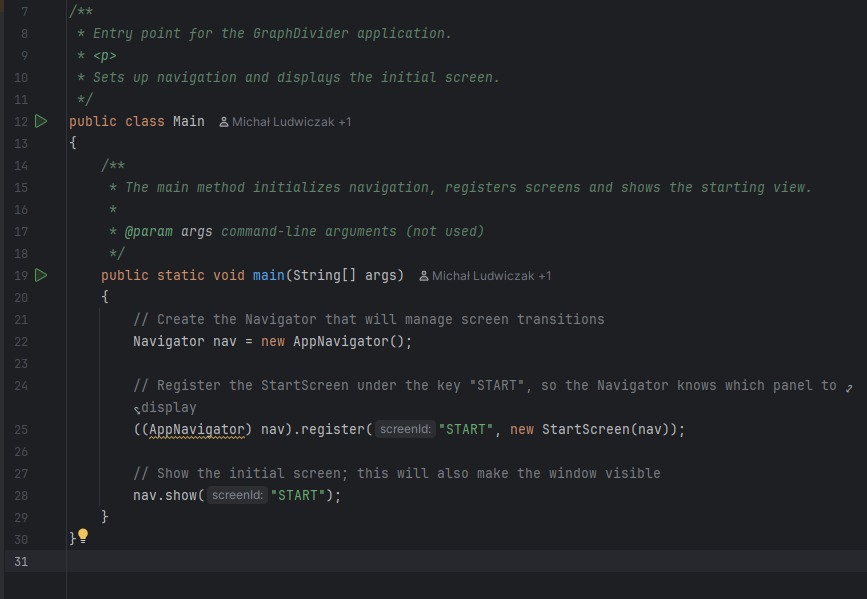 7 /**
8 * Entry point for the GraphDivider application.
9 * <p>
10 * Sets up navigation and displays the initial screen.
11 */
12 public class Main Michał Ludwiczak +1
13 {
14 /**
15 * The main method initializes navigation, registers screens and shows the starting view.
16 *
17 * @param args command-line arguments (not used)
18 */
19 public static void main(String[] args) Michał Ludwiczak +1
20 {
21 // Create the Navigator that will manage screen transitions
22 Navigator nav = new AppNavigator();
23
24 // Register the StartScreen under the key "START", so the Navigator knows which panel to
display
25 ((AppNavigator) nav).register( screenId: "START", new StartScreen(nav));
26
27 // Show the initial screen; this will also make the window visible
28 nav.show( screenId: "START");
29 }
30 }
31